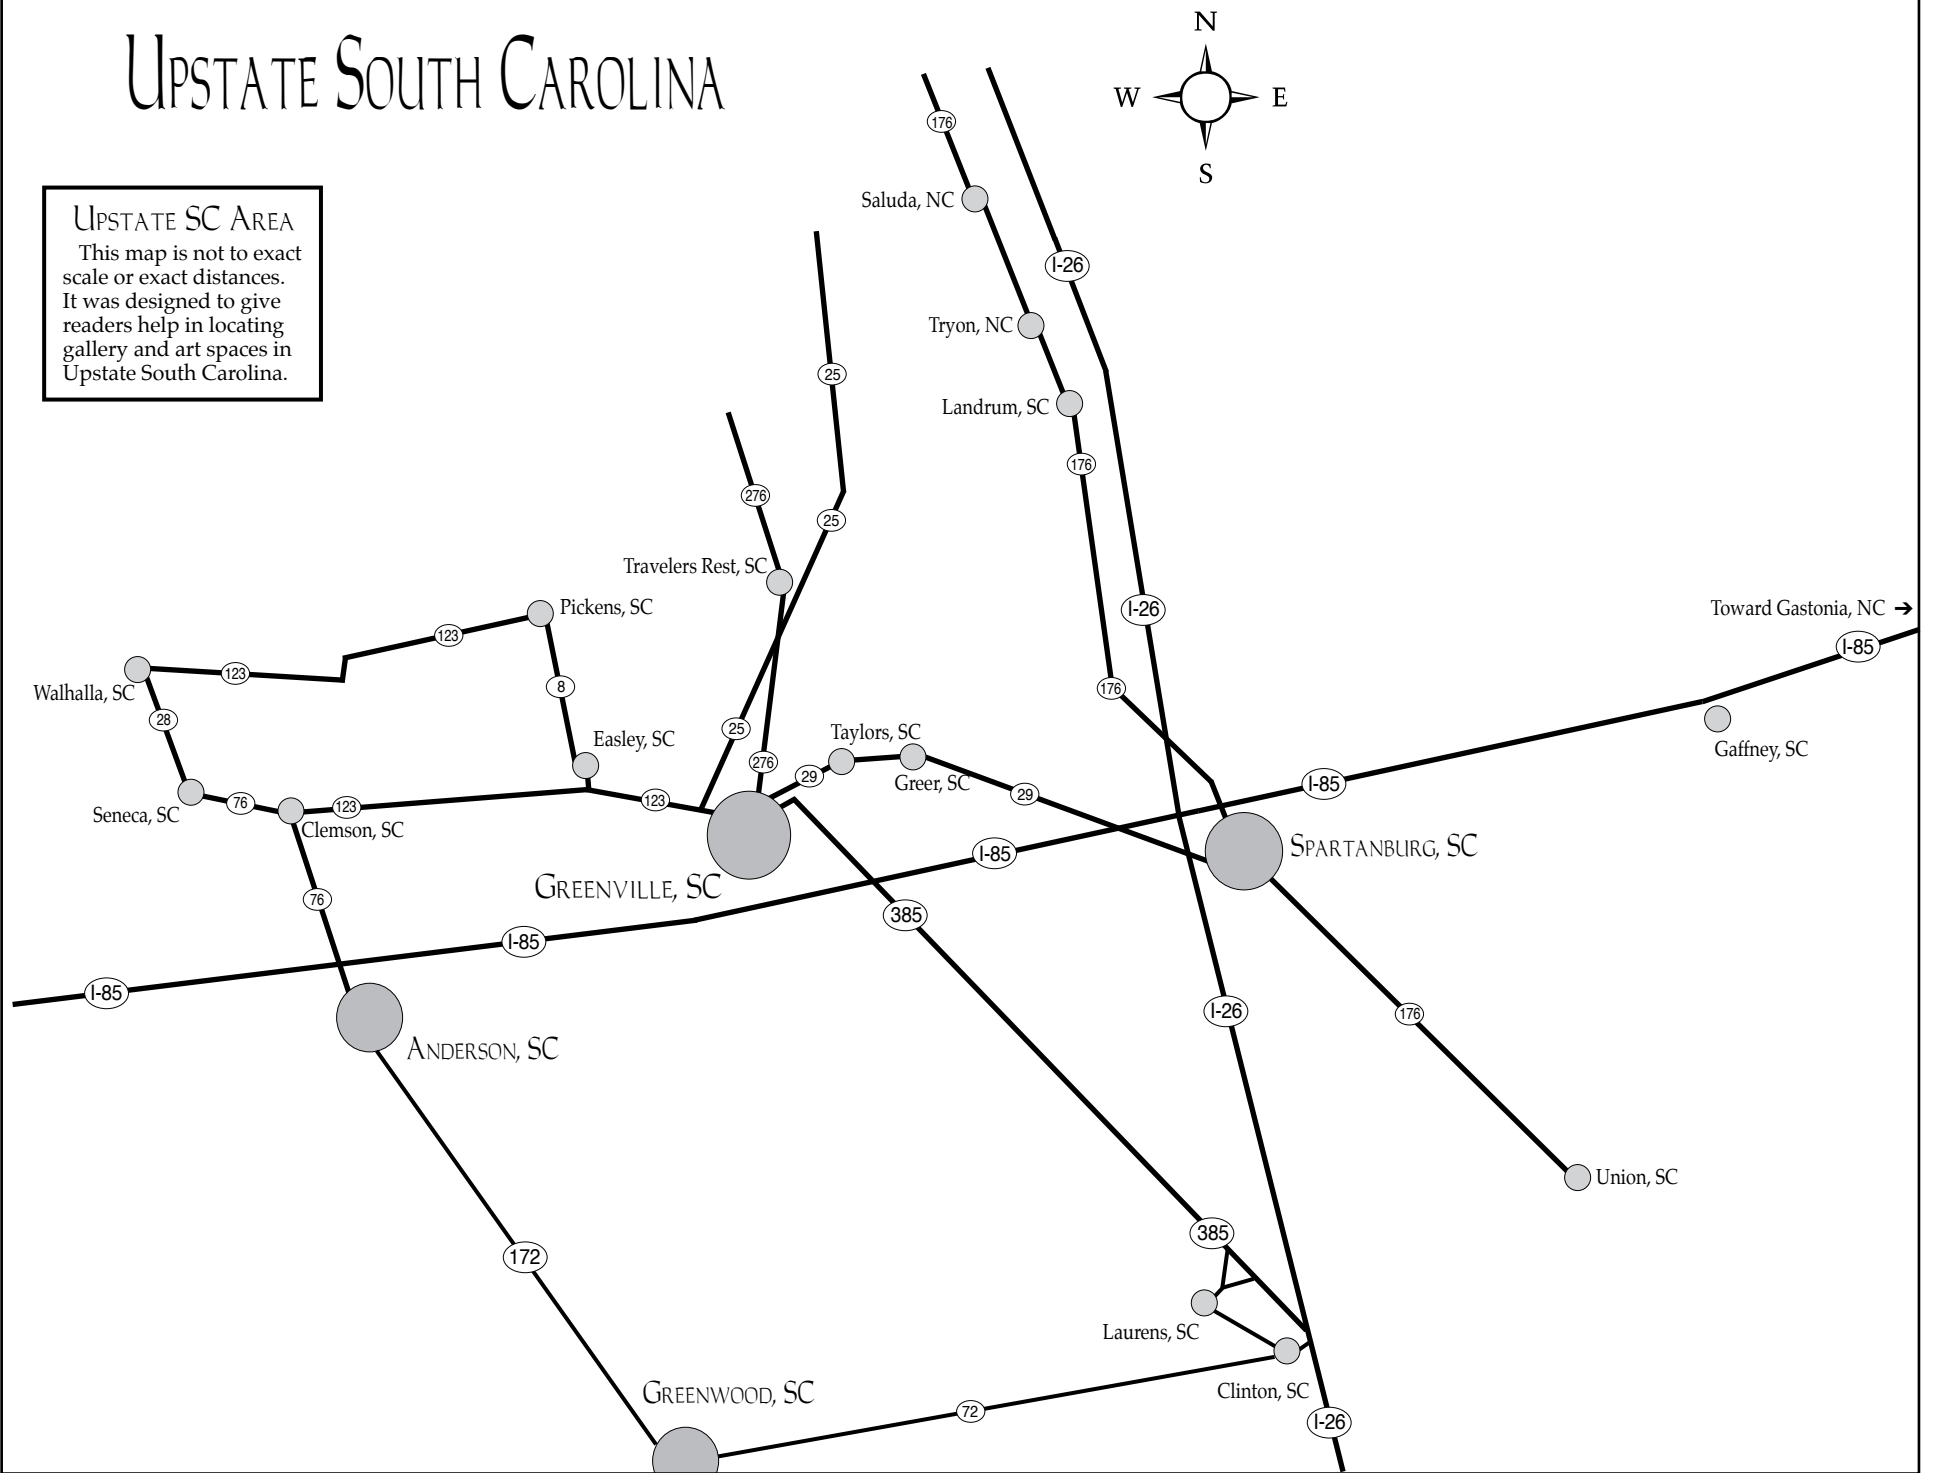 UPSTATE SOUTH CAROLINA
N
W E
S
UPSTATE SC AREA
This map is not to exact
scale or exact distances.
It was designed to give
readers help in locating
gallery and art spaces in
Upstate South Carolina.
176
Saluda, NC
I-26
Tryon, NC
25
Landrum, SC
176
276
25
Travelers Rest, SC
Pickens, SC
I-26
Toward Gastonia, NC ➔
123
I-85
123
Walhalla, SC
8
176
28
25
Easley, SC
Taylors, SC
Gaffney, SC
276
29
Greer, SC
I-85
29
Seneca, SC
76
123
123
Clemson, SC
SPARTANBURG, SC
I-85
GREENVILLE, SC
76
385
I-85
I-85
I-26
176
ANDERSON, SC
Union, SC
385
172
Laurens, SC
GREENWOOD, SC
Clinton, SC
72
I-26